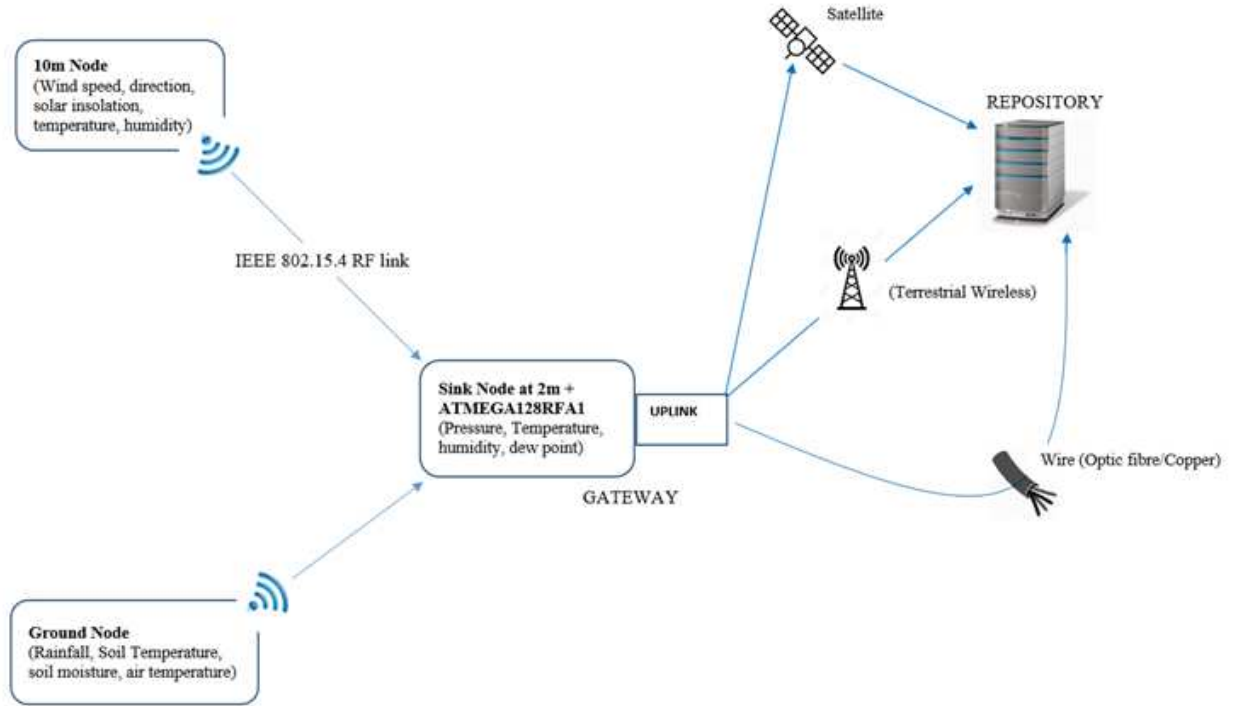 Satellite
10m Node
(Wind speed, direction,
solar insolation,
temperature, humidity)
REPOSITORY
IEEE 802.15.4 RF link
(Terrestrial Wireless)
Sink Node at 2m +
ATMEGA128RFA1
(Pressure, Temperature,
humidity, dew point)
UPLINK
GATEWAY
Wire (Optic fibre/Copper)
Ground Node
(Rainfall, Soil Temperature,
soil moisture, air temperature)